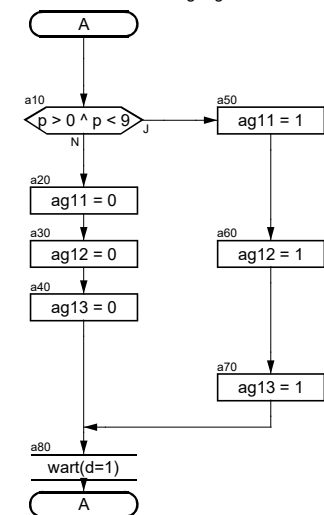 A
a10
p > 0 ^ p < 9
J
N
a50
ag11 = 1
a20
ag11 = 0
a30
ag12 = 0
a60
ag12 = 1
a40
ag13 = 0
a70
ag13 = 1
a80
wart(d=1)
A